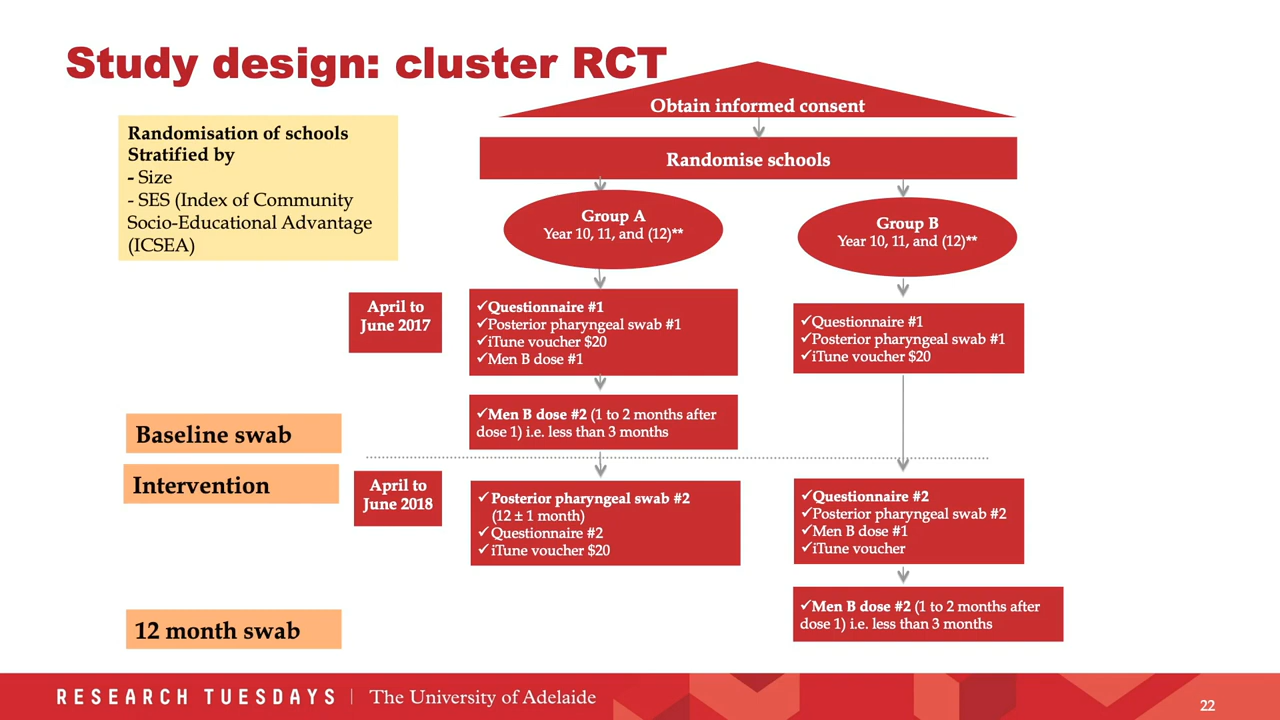 Study design: cluster RCT
Obtain informed consent
Randomise schools
Randomisation of schools
Stratified by
- Size
- SES (Index of Community
Socio-Educational Advantage
(ICSEA)
Group A
Year 10, 11, and (12)**
Group B
Year 10, 11, and (12)**
April to
June 2017
✓Questionnaire #1
✓Posterior pharyngeal swab #1
✓iTune voucher $20
✓Men B dose #1
✓Questionnaire #1
✓Posterior pharyngeal swab #1
✓iTune voucher $20
✓Men B dose #2 (1 to 2 months after
dose 1) i.e. less than 3 months
Baseline swab
Intervention
April to
June 2018
✓Posterior pharyngeal swab #2
(12 ± 1 month)
✓Questionnaire #2
✓iTune voucher $20
✓Questionnaire #2
✓Posterior pharyngeal swab #2
✓Men B dose #1
✓iTune voucher
✓Men B dose #2 (1 to 2 months after
dose 1) i.e. less than 3 months
12 month swab
RESEARCH TUESDAYS | The University of Adelaide
22